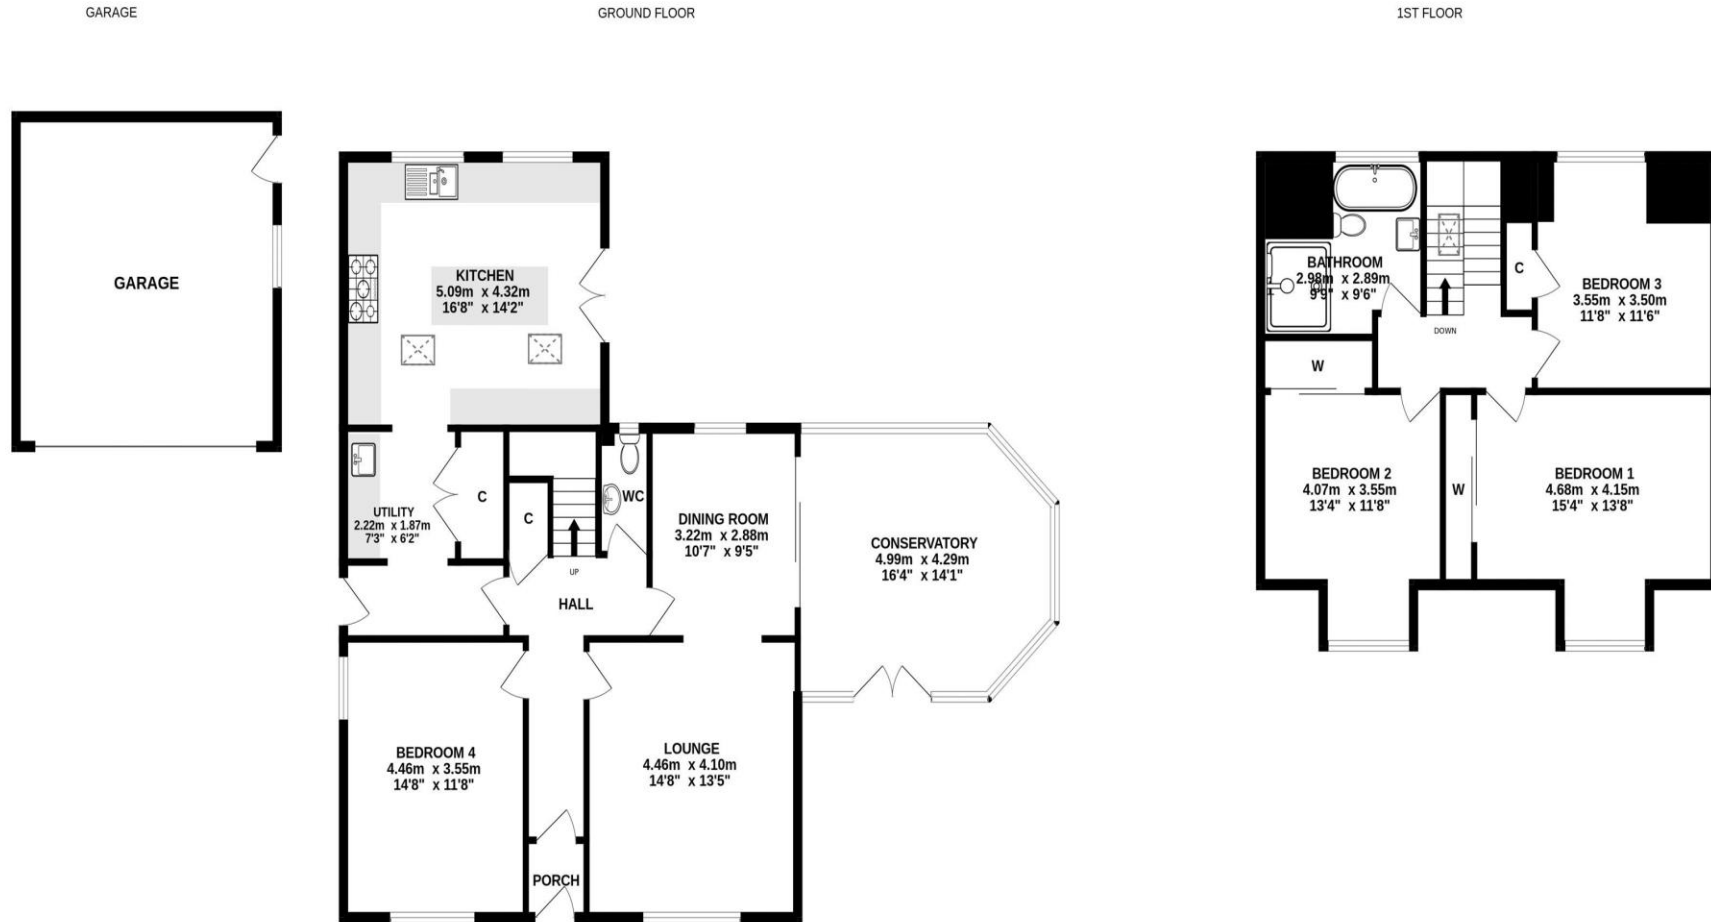 GARAGE
GROUND FLOOR
1ST FLOOR
GARAGE
KITCHEN
5.09m x 4.32m
16'8" x 14'2"
UTILITY
2.22m x 1.87m
7'3" x 6'2"
C
C
UP
HALL
WC
DINING ROOM
3.22m x 2.88m
10'7" x 9'5"
CONSERVATORY
4.99m x 4.29m
16'4" x 14'1"
BEDROOM 4
4.46m x 3.55m
14'8" x 11'8"
LOUNGE
4.46m x 4.10m
14'8" x 13'5"
PORCH
BATHROOM
2.98m x 2.89m
9'9" x 9'6"
DOWN
C
BEDROOM 3
3.55m x 3.50m
11'8" x 11'6"
W
BEDROOM 2
4.07m x 3.55m
13'4" x 11'8"
W
BEDROOM 1
4.68m x 4.15m
15'4" x 13'8"